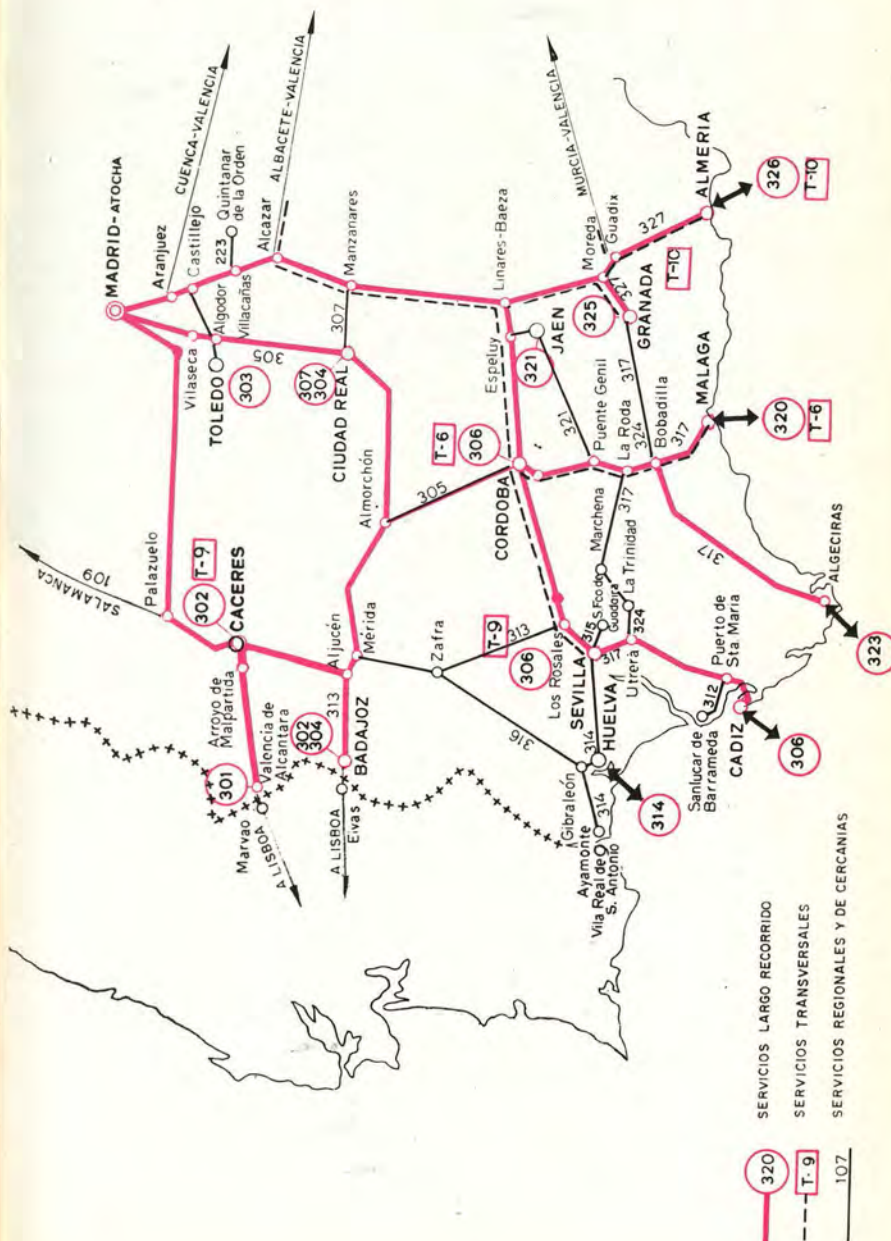 MADRID-ATOCHA
Aranjuez
CUENCA-VALENCIA
Castillejo
Quintanar
de la Orden
223
ALBACETE-VALENCIA
Alcazar
Villacañas
Algodor
Vilaseca
TOLEDO
303
305
307
Manzanares
307
304
CIUDAD REAL
Palazuelo
SALAMANCA
109
T-9
302
CACERES
Arroyo de
Malpartida
301
Valencia de
Alcantara
Marvao
A LISBOA
Aljucén
Mérida
313
302
304
BADAJOZ
Elvas
A LISBOA
Almorchón
305
Linares-Baeza
Espeluy
JAEN
321
321
T-6
306
CORDOBA
MURCIA-VALENCIA
Moreda
Guadix
327
ALMERIA
326
T-10
T-10
327
325
GRANADA
317
324
Puente Genil
La Roda
Bobadilla
317
MALAGA
320
T-6
317
Marchena
La Trinidad
S. Fco de
Guadaira
324
Utrera
317
315
Los Rosales
T-9
306
313
Zafra
316
SEVILLA
314
HUELVA
314
Gibraleón
314
Ayamonte
Vila Real de
S. Antonio
Puerto de
Sta. Maria
312
Sanlucar de
Barrameda
CADIZ
306
317
ALGECIRAS
323
320 SERVICIOS LARGO RECORRIDO
T-9 SERVICIOS TRANSVERSALES
107 SERVICIOS REGIONALES Y DE CERCANIAS